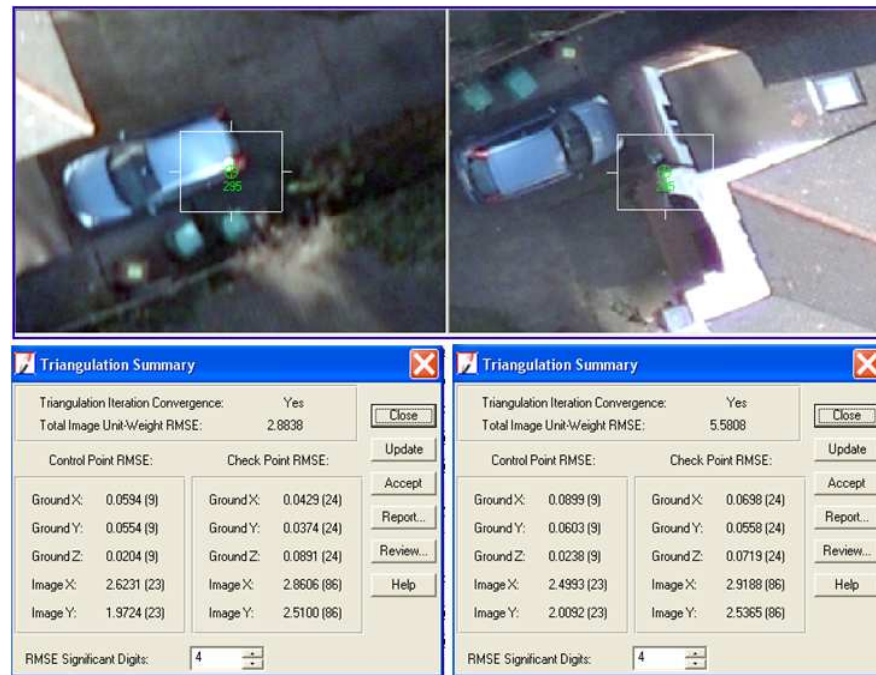 295
295
Triangulation Summary
Triangulation Iteration Convergence: Yes
Total Image Unit-Weight RMSE: 2.8838
Control Point RMSE: Check Point RMSE:
Ground X: 0.0594 (9) Ground X: 0.0429 (24)
Ground Y: 0.0554 (9) Ground Y: 0.0374 (24)
Ground Z: 0.0204 (9) Ground Z: 0.0891 (24)
Image X: 2.6231 (23) Image X: 2.8606 (86)
Image Y: 1.9724 (23) Image Y: 2.5100 (86)
RMSE Significant Digits: 4
Close
Update
Accept
Report...
Review...
Help
Triangulation Summary
Triangulation Iteration Convergence: Yes
Total Image Unit-Weight RMSE: 5.5808
Control Point RMSE: Check Point RMSE:
Ground X: 0.0899 (9) Ground X: 0.0698 (24)
Ground Y: 0.0603 (9) Ground Y: 0.0558 (24)
Ground Z: 0.0238 (9) Ground Z: 0.0719 (24)
Image X: 2.4993 (23) Image X: 2.9188 (86)
Image Y: 2.0092 (23) Image Y: 2.5365 (86)
RMSE Significant Digits: 4
Close
Update
Accept
Report...
Review...
Help